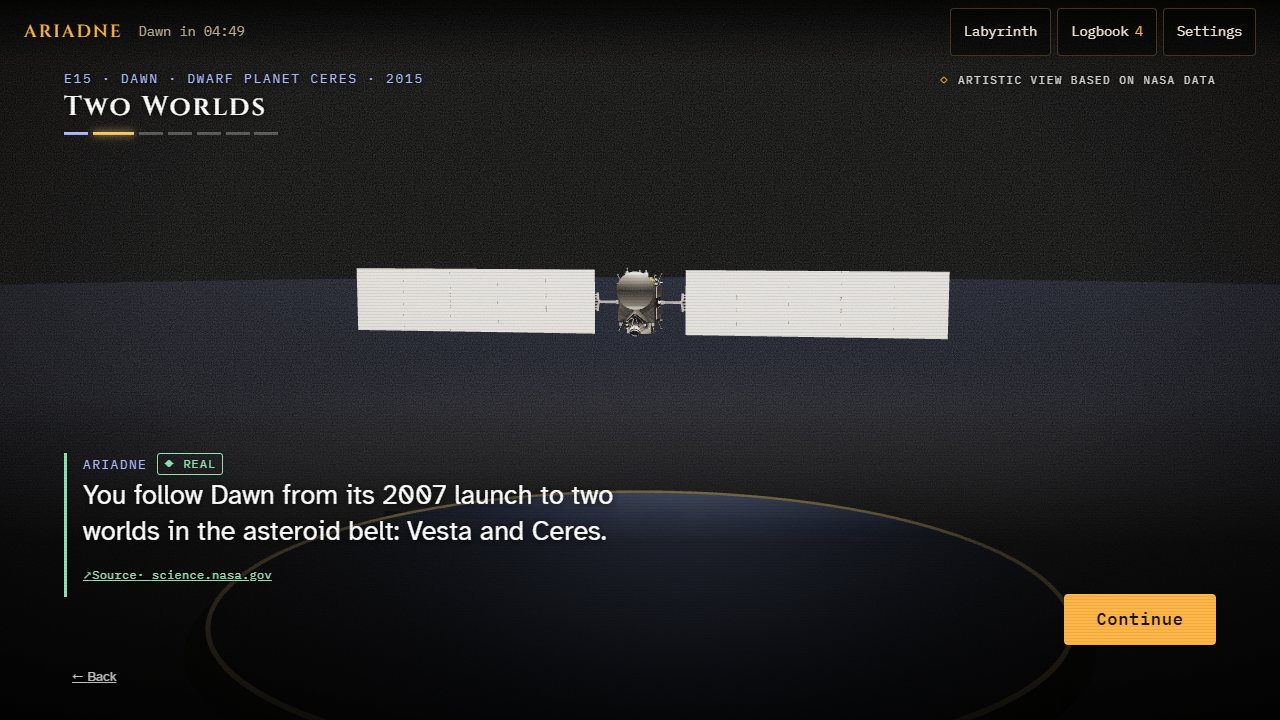 ARIADNE Dawn in 04:49 Labyrinth Logbook 4 Settings
E15 · DAWN · DWARF PLANET CERES · 2015
◇ ARTISTIC VIEW BASED ON NASA DATA
Two Worlds
ARIADNE ◆ REAL
You follow Dawn from its 2007 launch to two
worlds in the asteroid belt: Vesta and Ceres.
↗Source· science.nasa.gov
Continue
← Back